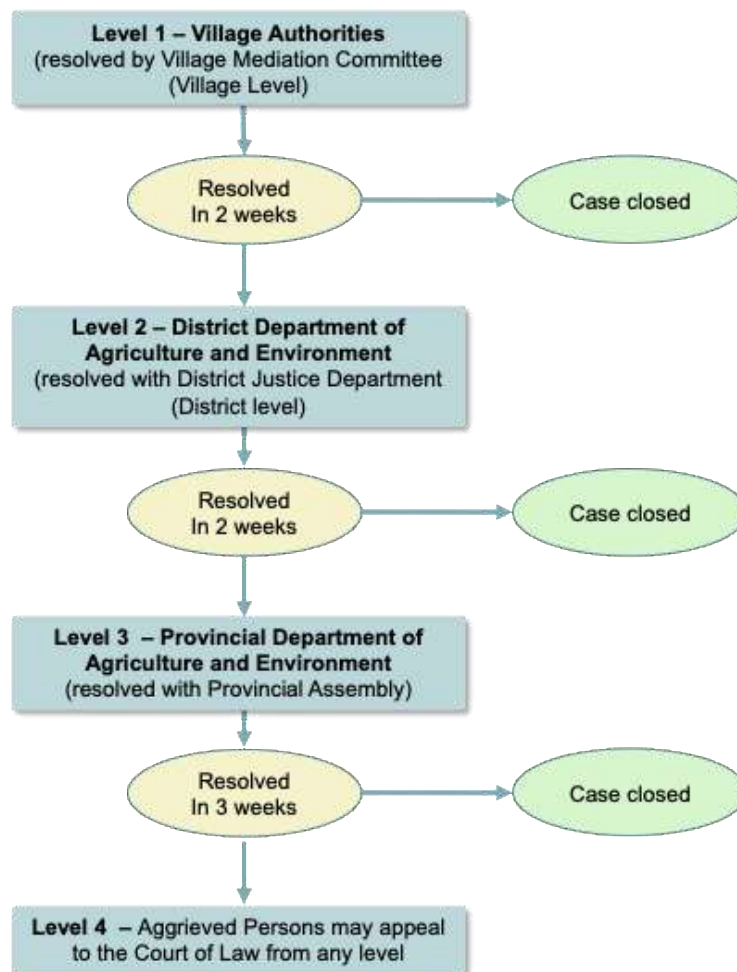 Level 1 – Village Authorities
(resolved by Village Mediation Committee
(Village Level)
Resolved
In 2 weeks
Case closed
Level 2 – District Department of
Agriculture and Environment
(resolved with District Justice Department
(District level)
Resolved
In 2 weeks
Case closed
Level 3 – Provincial Department of
Agriculture and Environment
(resolved with Provincial Assembly)
Resolved
In 3 weeks
Case closed
Level 4 – Aggrieved Persons may appeal
to the Court of Law from any level